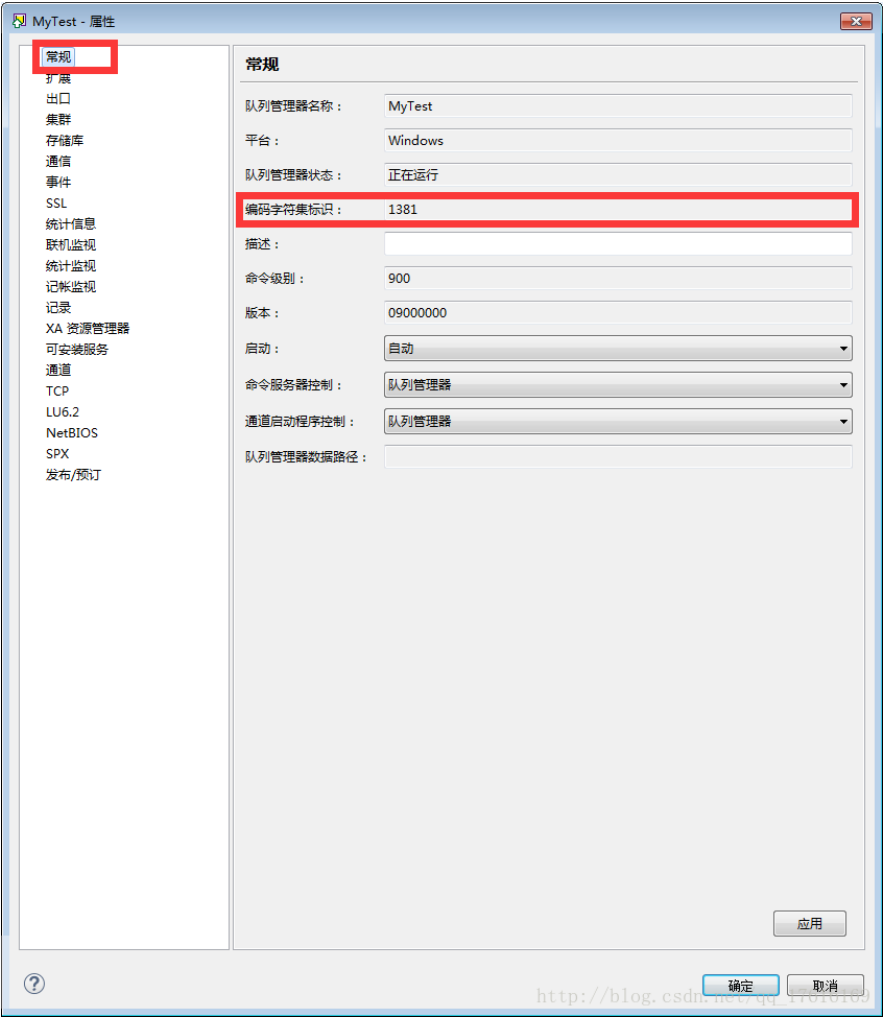 MyTest - 属性
常规
扩展
出口
集群
存储库
通信
事件
SSL
统计信息
联机监视
统计监视
记帐监视
记录
XA 资源管理器
可安装服务
通道
TCP
LU6.2
NetBIOS
SPX
发布/预订
常规
队列管理器名称： MyTest
平台： Windows
队列管理器状态： 正在运行
编码字符集标识： 1381
描述：
命令级别： 900
版本： 09000000
启动： 自动
命令服务器控制： 队列管理器
通道启动程序控制： 队列管理器
队列管理器数据路径：
应用
?
确定 取消